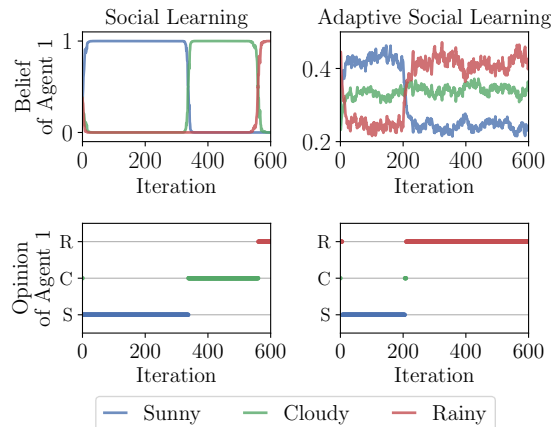 Social Learning
Adaptive Social Learning
Belief
of Agent 1
1
0
0 200 400 600
Iteration
0.4
0.2
0 200 400 600
Iteration
Opinion
of Agent 1
R
C
S
0 200 400 600
Iteration
R
C
S
0 200 400 600
Iteration
Sunny Cloudy Rainy